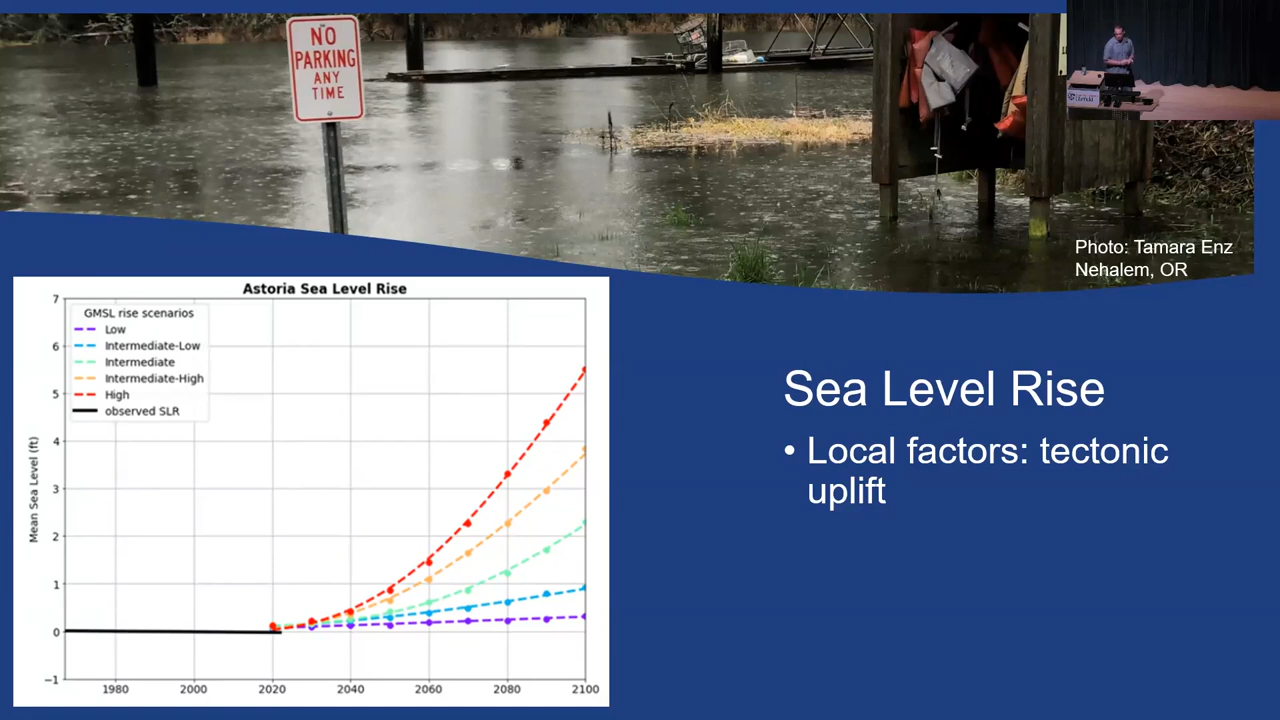 NO
PARKING
ANY
TIME
Photo: Tamara Enz
Nehalem, OR
Astoria Sea Level Rise
GMSL rise scenarios
Low
Intermediate-Low
Intermediate
Intermediate-High
High
observed SLR
Mean Sea Level (ft)
7
6
5
4
3
2
1
0
−1
1980 2000 2020 2040 2060 2080 2100
Sea Level Rise
• Local factors: tectonic
uplift